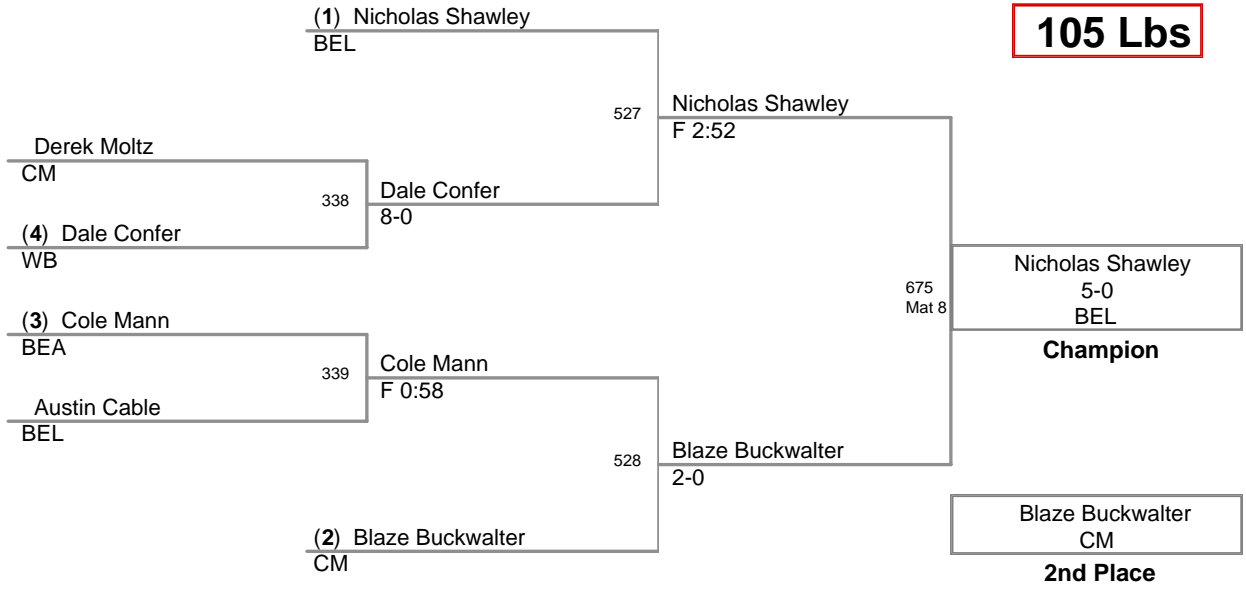 (1) Nicholas Shawley
BEL
105 Lbs
527
Nicholas Shawley
F 2:52
Derek Moltz
CM
338
Dale Confer
8-0
(4) Dale Confer
WB
Nicholas Shawley
5-0
BEL
Champion
675
Mat 8
(3) Cole Mann
BEA
339
Cole Mann
F 0:58
Austin Cable
BEL
528
Blaze Buckwalter
2-0
(2) Blaze Buckwalter
CM
Blaze Buckwalter
CM
2nd Place